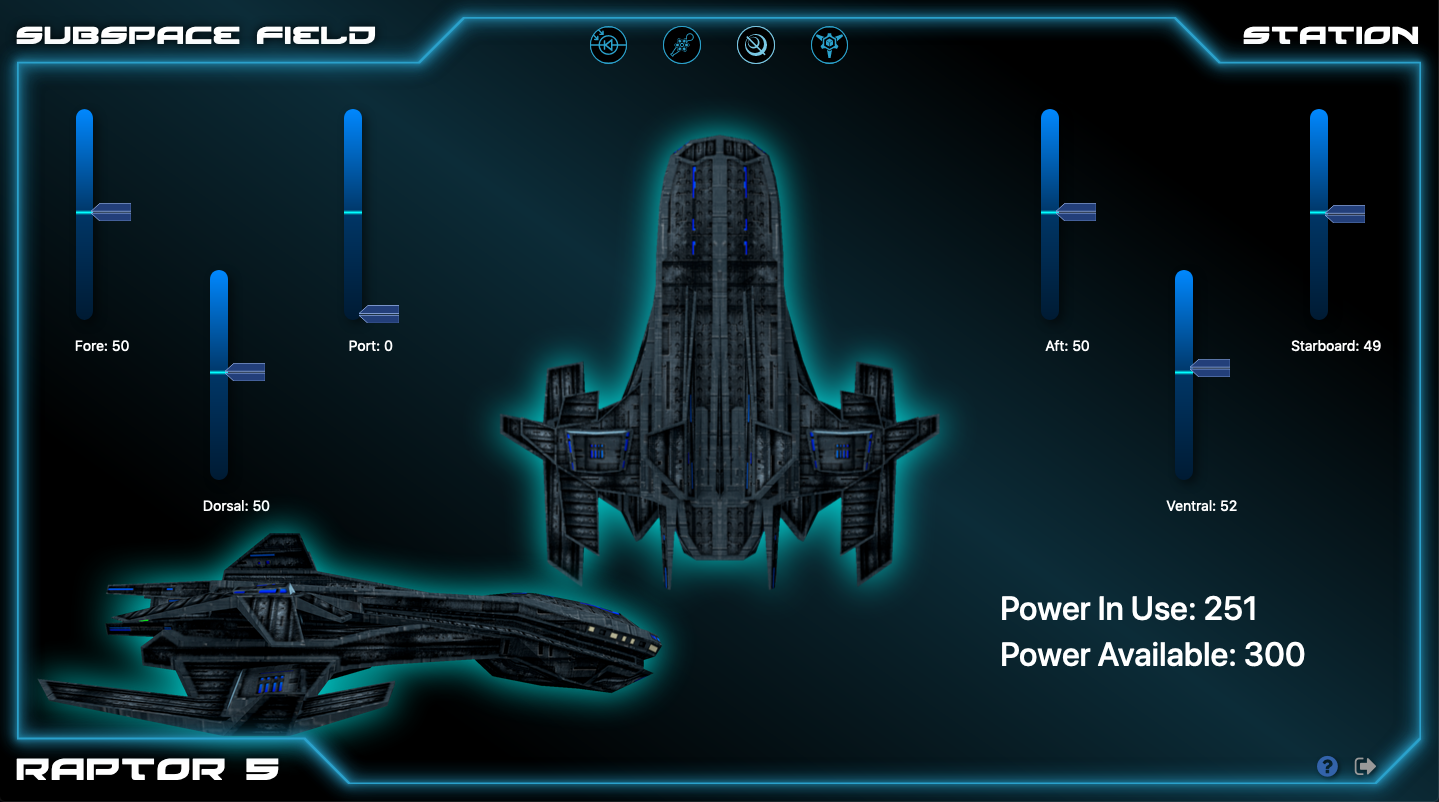 SUBSPACE FIELD
STATION
Fore: 50
Port: 0
Aft: 50
Starboard: 49
Dorsal: 50
Ventral: 52
Power In Use: 251
Power Available: 300
RAPTOR 5
?